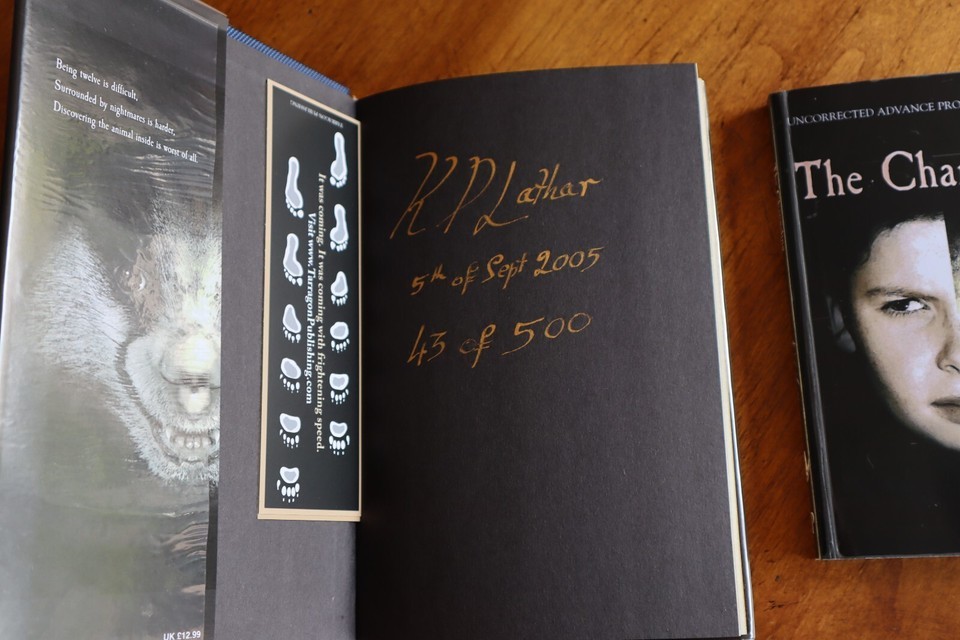 Being twelve is difficult,
Surrounded by nightmares is harder,
Discovering the animal inside is worst of all.
UK £12.99
It was coming. It was coming with frightening speed.
Visit www.TarragonPublishing.com
K P Lathar
5th of Sept 2005
43 of 500
UNCORRECTED ADVANCE PRO
The Cha